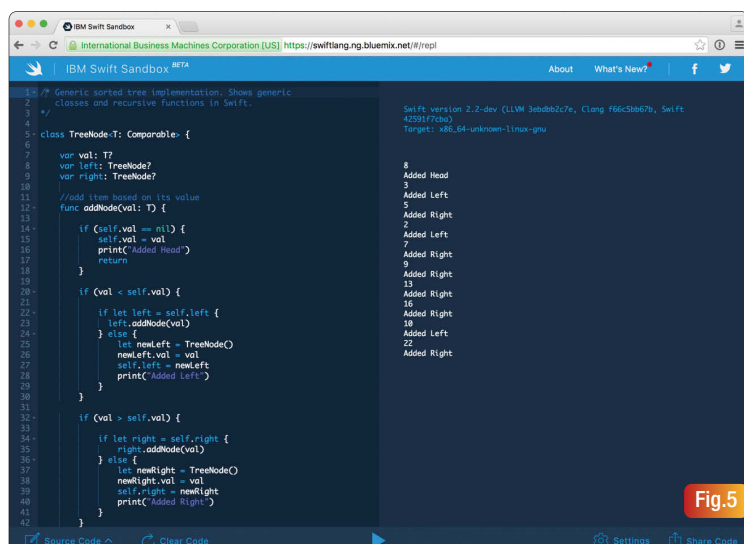 IBM Swift Sandbox
International Business Machines Corporation [US] https://swiftlang.ng.bluemix.net/#/repl
IBM Swift Sandbox BETA
About What's New?
1 /* Generic sorted tree implementation. Shows generic
2 classes and recursive functions in Swift.
3 */
4
5 class TreeNode<T: Comparable> {
6
7 var val: T?
8 var left: TreeNode?
9 var right: TreeNode?
10
11 //add item based on its value
12 func addNode(val: T) {
13
14 if (self.val == nil) {
15 self.val = val
16 print("Added Head")
17 return
18 }
19
20 if (val < self.val) {
21
22 if let left = self.left {
23 left.addNode(val)
24 } else {
25 let newLeft = TreeNode()
26 newLeft.val = val
27 self.left = newLeft
28 print("Added Left")
29 }
30 }
31
32 if (val > self.val) {
33
34 if let right = self.right {
35 right.addNode(val)
36 } else {
37 let newRight = TreeNode()
38 newRight.val = val
39 self.right = newRight
40 print("Added Right")
41 }
42 }
Swift version 2.2-dev (LLVM 3ebdbb2c7e, Clang f66c5bb67b, Swift
42591f7cba)
Target: x86_64-unknown-linux-gnu
8
Added Head
3
Added Left
5
Added Right
2
Added Left
7
Added Right
9
Added Right
13
Added Right
16
Added Right
10
Added Left
22
Added Right
Fig.5
Source Code Clear Code Settings Share Code